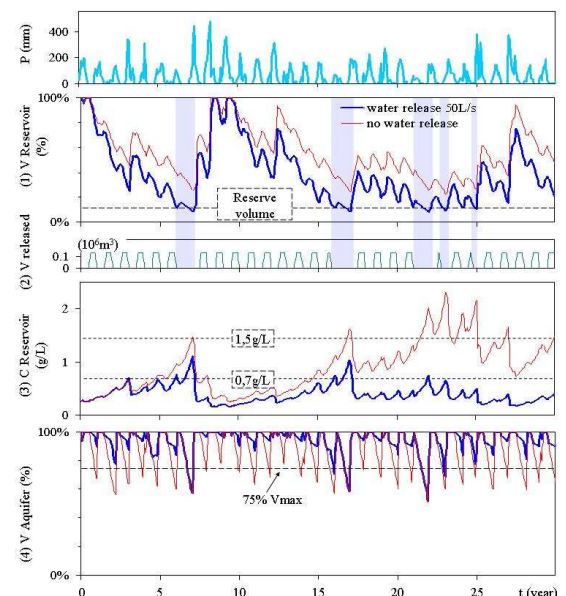 400
200
0
P (mm)
100%
water release 50L/s
no water release
(1) V Reservoir
(%)
Reserve
volume
0%
(2) V released
(10⁶m³)
0.1
0
2
1
0
(3) C Reservoir
(g/L)
1,5g/L
0,7g/L
100%
(4) V Aquifer (%)
75% Vmax
0%
0 5 10 15 20 25 t (year)